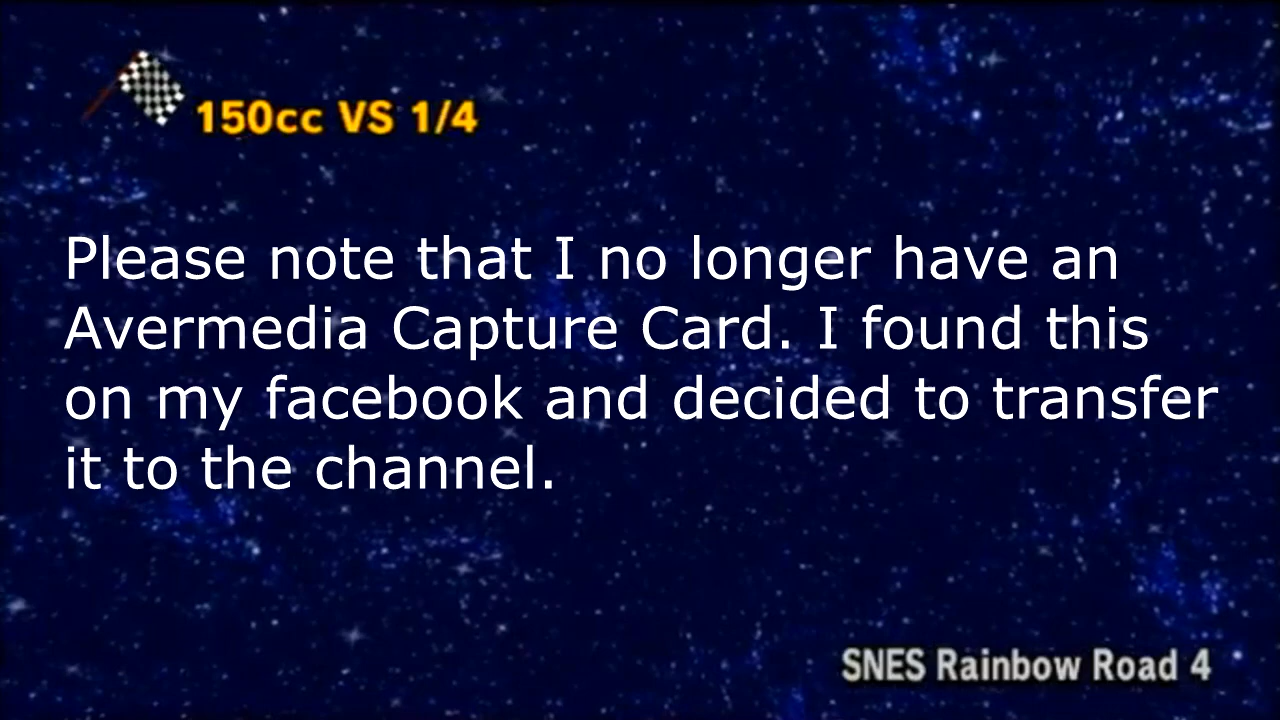 150cc VS 1/4
Please note that I no longer have an
Avermedia Capture Card. I found this
on my facebook and decided to transfer
it to the channel.
SNES Rainbow Road 4